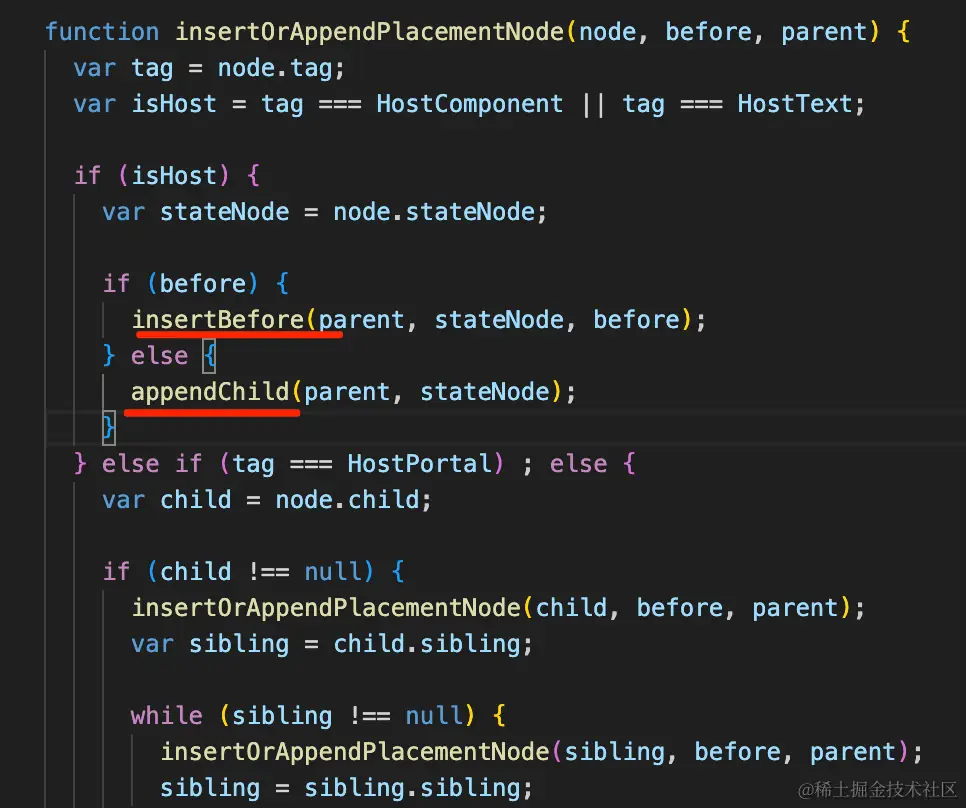 function insertOrAppendPlacementNode(node, before, parent) {
var tag = node.tag;
var isHost = tag === HostComponent || tag === HostText;
if (isHost) {
var stateNode = node.stateNode;
if (before) {
insertBefore(parent, stateNode, before);
} else {
appendChild(parent, stateNode);
}
} else if (tag === HostPortal) ; else {
var child = node.child;
if (child !== null) {
insertOrAppendPlacementNode(child, before, parent);
var sibling = child.sibling;
while (sibling !== null) {
insertOrAppendPlacementNode(sibling, before, parent);
sibling = sibling.sibling;
@稀土掘金技术社区